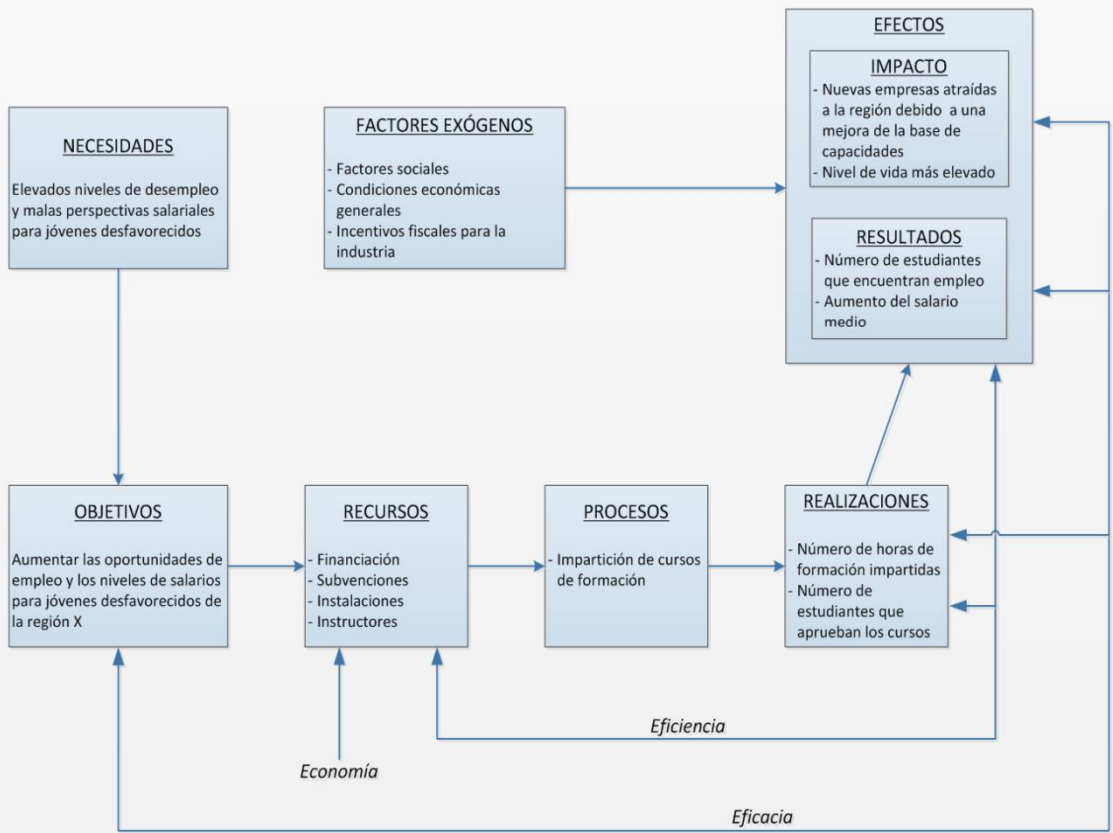 NECESIDADES
Elevados niveles de desempleo
y malas perspectivas salariales
para jóvenes desfavorecidos
FACTORES EXÓGENOS
- Factores sociales
- Condiciones económicas
generales
- Incentivos fiscales para la
industria
EFECTOS
IMPACTO
- Nuevas empresas atraídas
a la región debido a una
mejora de la base de
capacidades
- Nivel de vida más elevado
RESULTADOS
- Número de estudiantes
que encuentran empleo
- Aumento del salario
medio
OBJETIVOS
Aumentar las oportunidades de
empleo y los niveles de salarios
para jóvenes desfavorecidos de
la región X
RECURSOS
- Financiación
- Subvenciones
- Instalaciones
- Instructores
PROCESOS
- Impartición de cursos
de formación
REALIZACIONES
- Número de horas de
formación impartidas
- Número de
estudiantes que
aprueban los cursos
Eficiencia
Economía
Eficacia